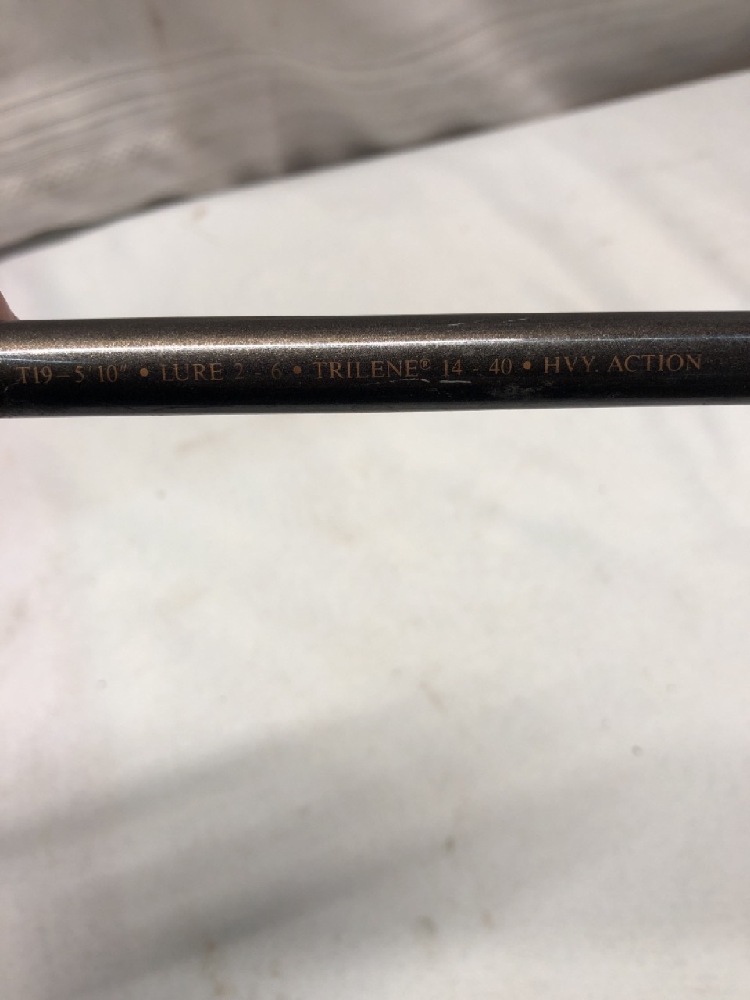 T19-5'10" • LURE 2 - 6 • TRILENE® 14 - 40 • HVY. ACTION